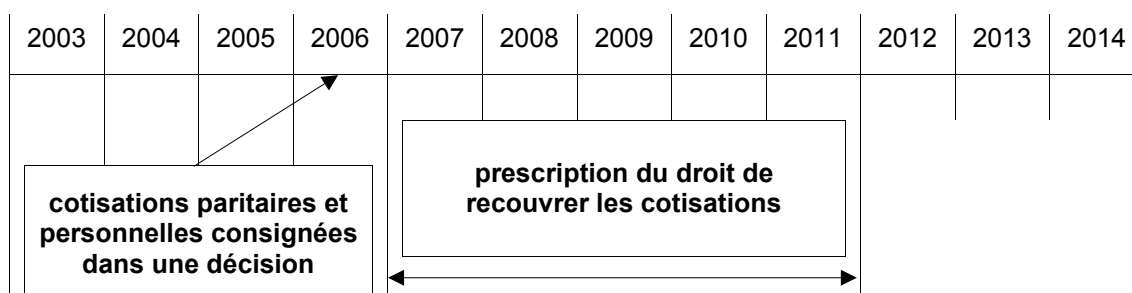 2003 2004 2005 2006 2007 2008 2009 2010 2011 2012 2013 2014
cotisations paritaires et
personnelles consignées
dans une décision
prescription du droit de
recouvrer les cotisations